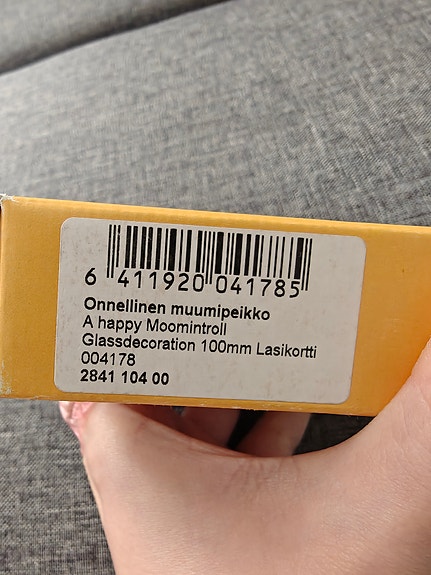 6 411920 041785
Onnellinen muumipeikko
A happy Moomintroll
Glassdecoration 100mm Lasikortti
004178
2841 104 00